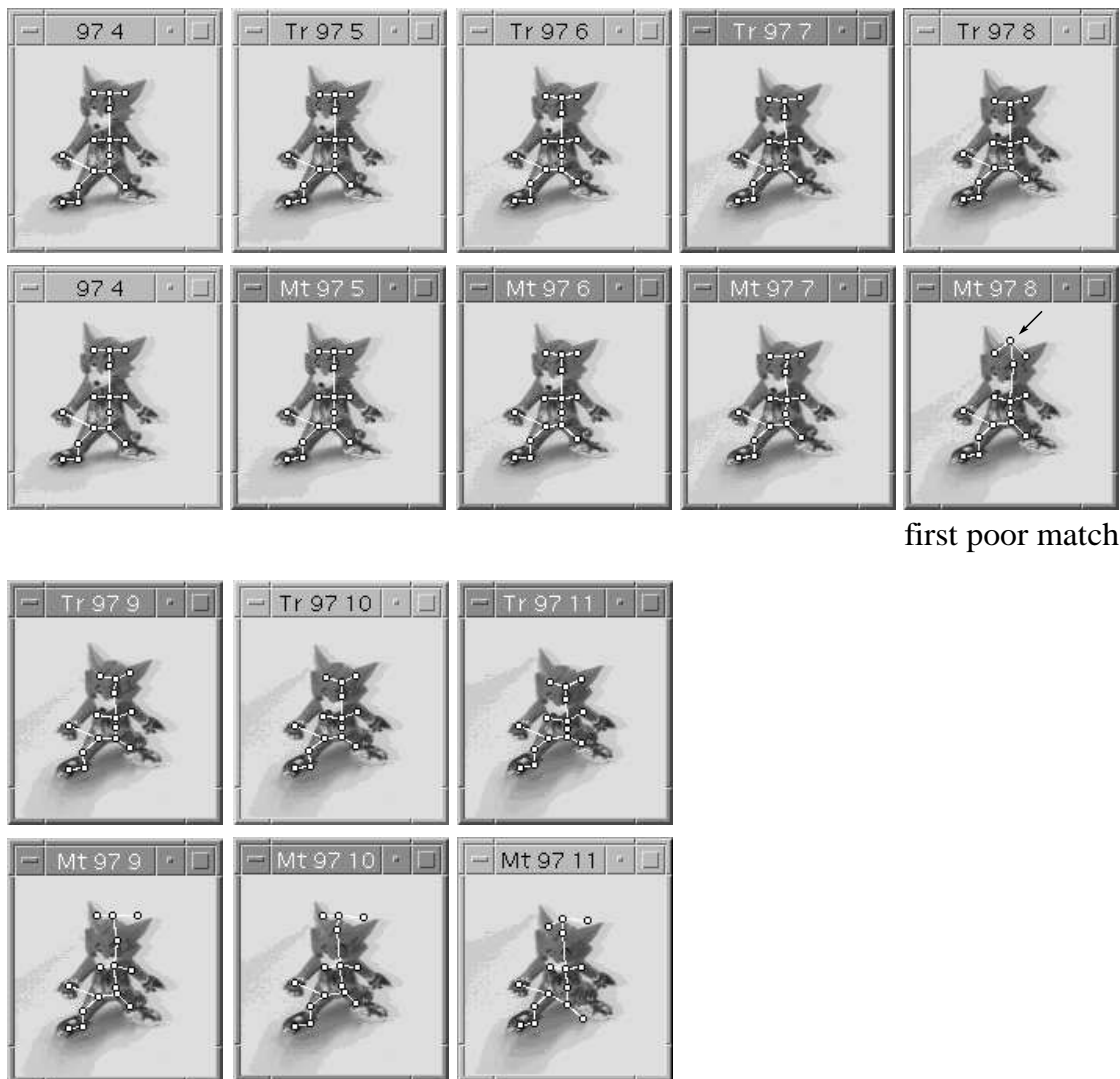 97 4 Tr 97 5 Tr 97 6 Tr 97 7 Tr 97 8
97 4 Mt 97 5 Mt 97 6 Mt 97 7 Mt 97 8
first poor match
Tr 97 9 Tr 97 10 Tr 97 11
Mt 97 9 Mt 97 10 Mt 97 11